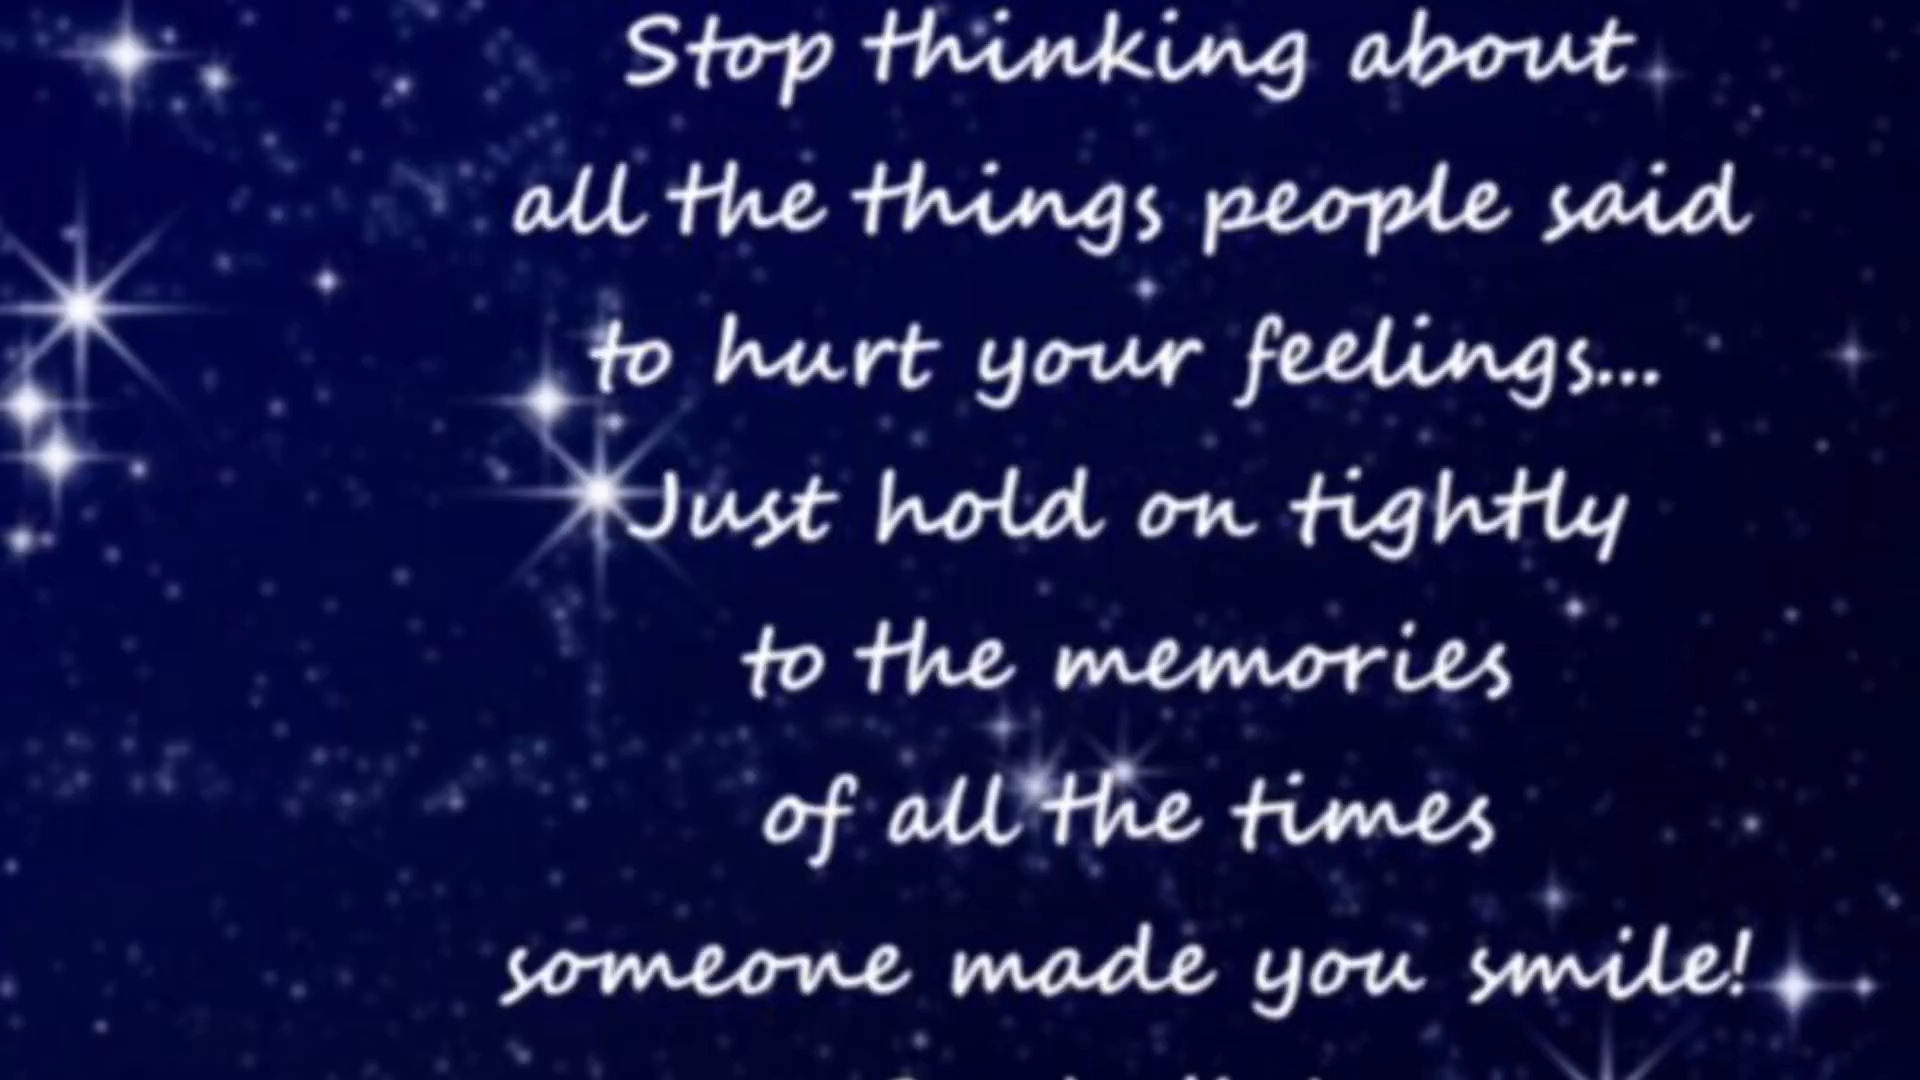 Stop thinking about
all the things people said
to hurt your feelings...
Just hold on tightly
to the memories
of all the times
someone made you smile!